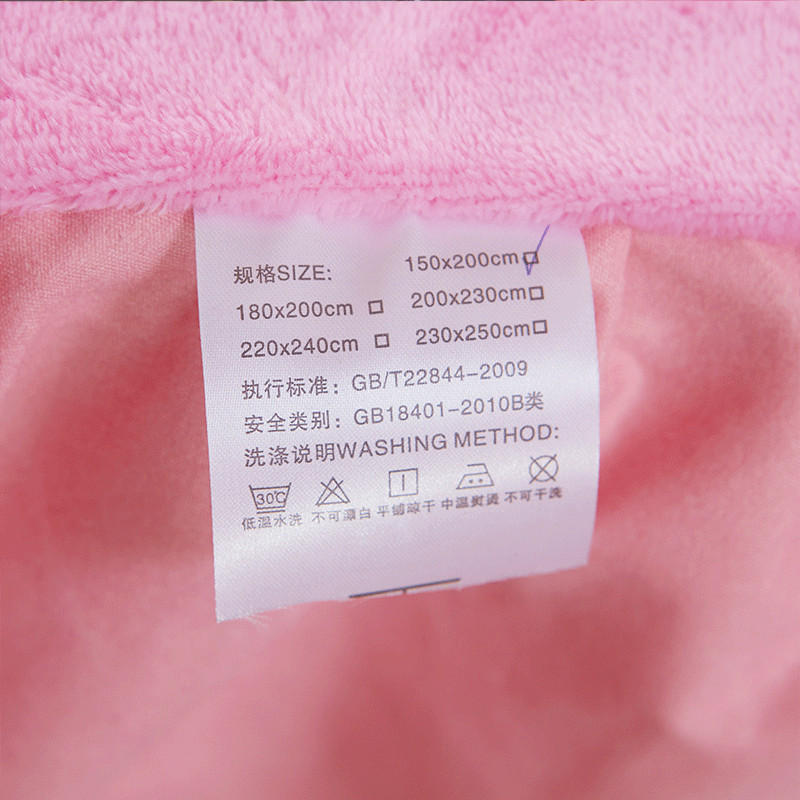 规格SIZE: 150x200cm
180x200cm 200x230cm
220x240cm 230x250cm
执行标准：GB/T22844-2009
安全类别：GB18401-2010B类
洗涤说明WASHING METHOD:
30℃
低温水洗 不可漂白 平铺晾干 中温熨烫 不可干洗